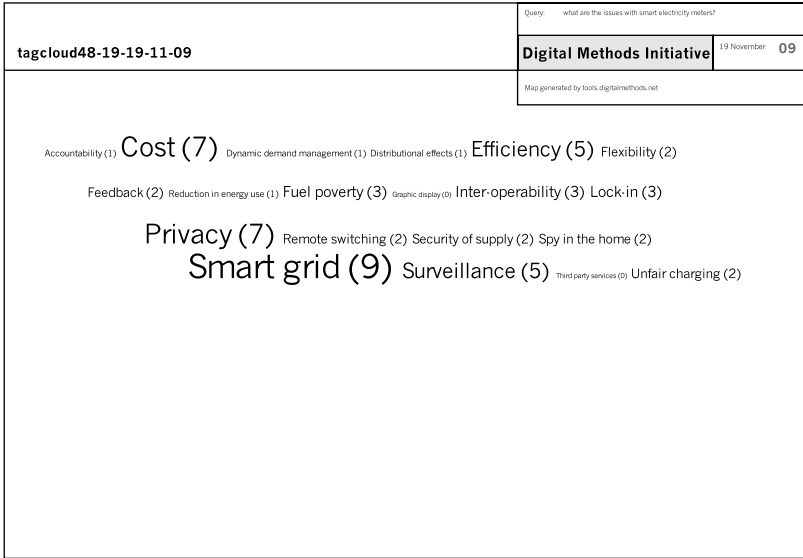 Query: what are the issues with smart electricity meters?
tagcloud48-19-19-11-09
Digital Methods Initiative
19 November 09
Map generated by tools.digitalmethods.net
Accountability (1) Cost (7) Dynamic demand management (1) Distributional effects (1) Efficiency (5) Flexibility (2)
Feedback (2) Reduction in energy use (1) Fuel poverty (3) Graphic display (0) Inter-operability (3) Lock-in (3)
Privacy (7) Remote switching (2) Security of supply (2) Spy in the home (2)
Smart grid (9) Surveillance (5) Third party services (0) Unfair charging (2)